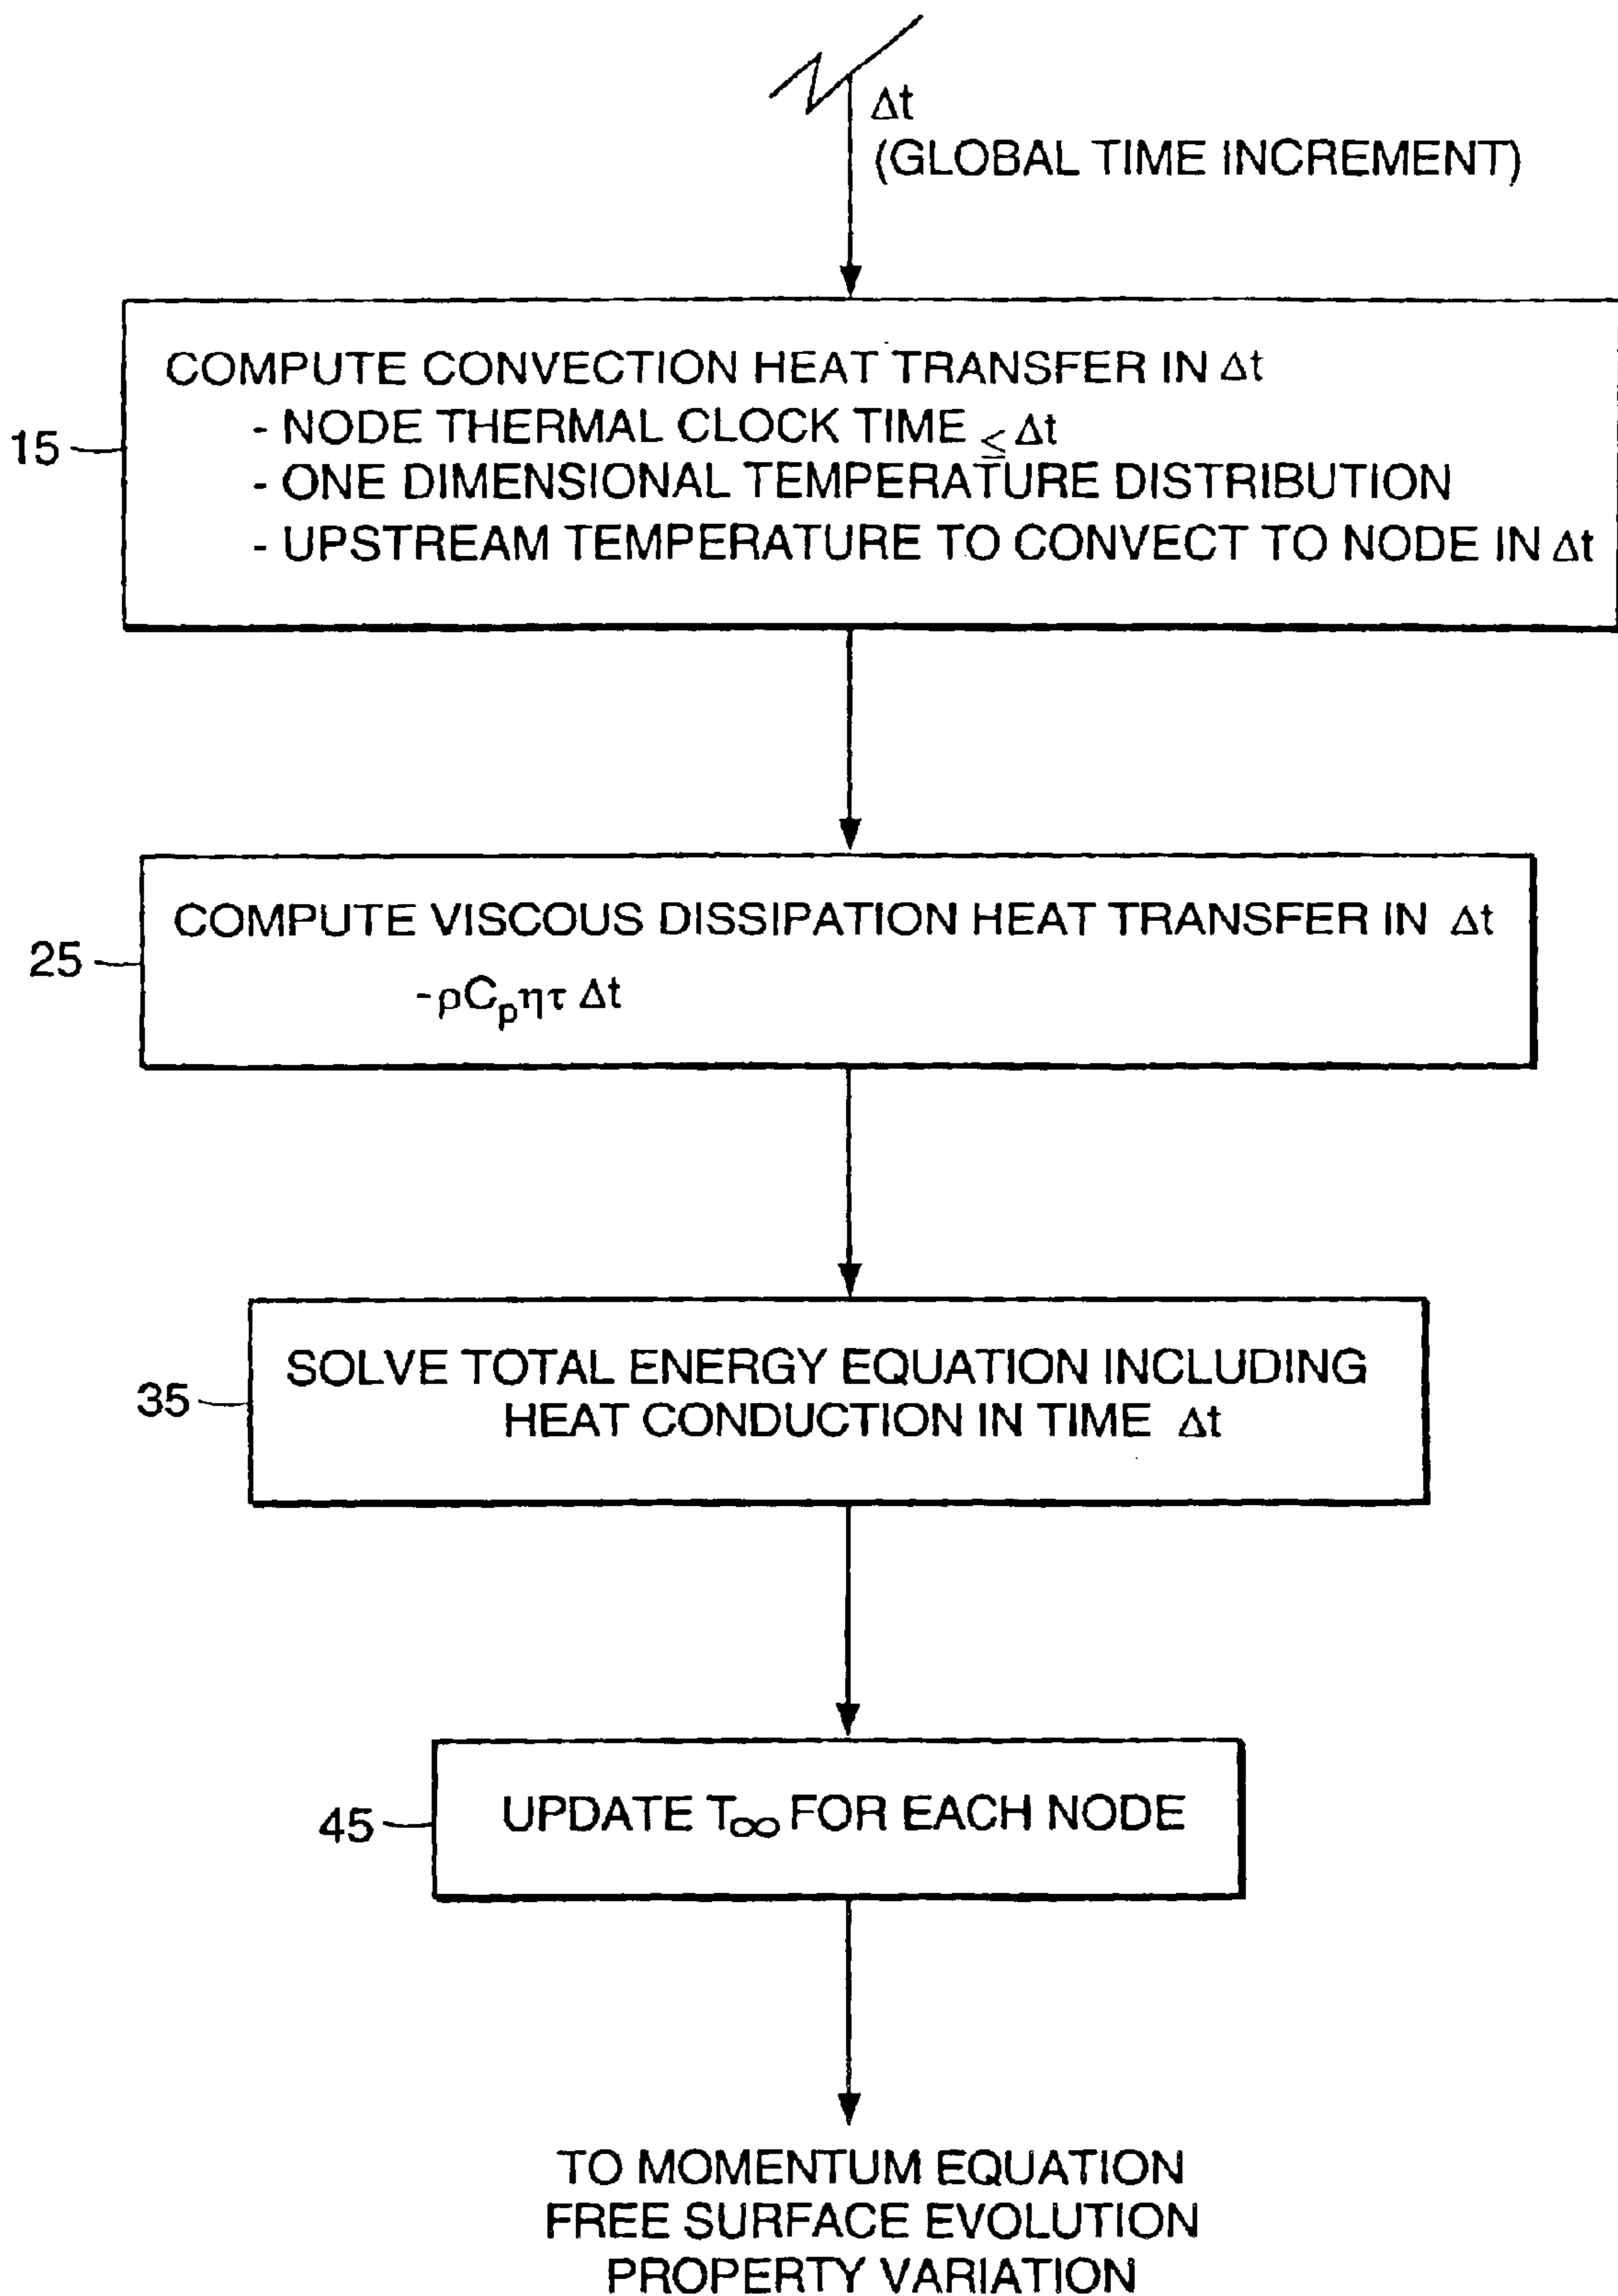 Δt
(GLOBAL TIME INCREMENT)
COMPUTE CONVECTION HEAT TRANSFER IN Δt
- NODE THERMAL CLOCK TIME ≤ Δt
- ONE DIMENSIONAL TEMPERATURE DISTRIBUTION
- UPSTREAM TEMPERATURE TO CONVECT TO NODE IN Δt
15
COMPUTE VISCOUS DISSIPATION HEAT TRANSFER IN Δt
-ρCpητ Δt
25
SOLVE TOTAL ENERGY EQUATION INCLUDING
HEAT CONDUCTION IN TIME Δt
35
UPDATE T∞ FOR EACH NODE
45
TO MOMENTUM EQUATION
FREE SURFACE EVOLUTION
PROPERTY VARIATION